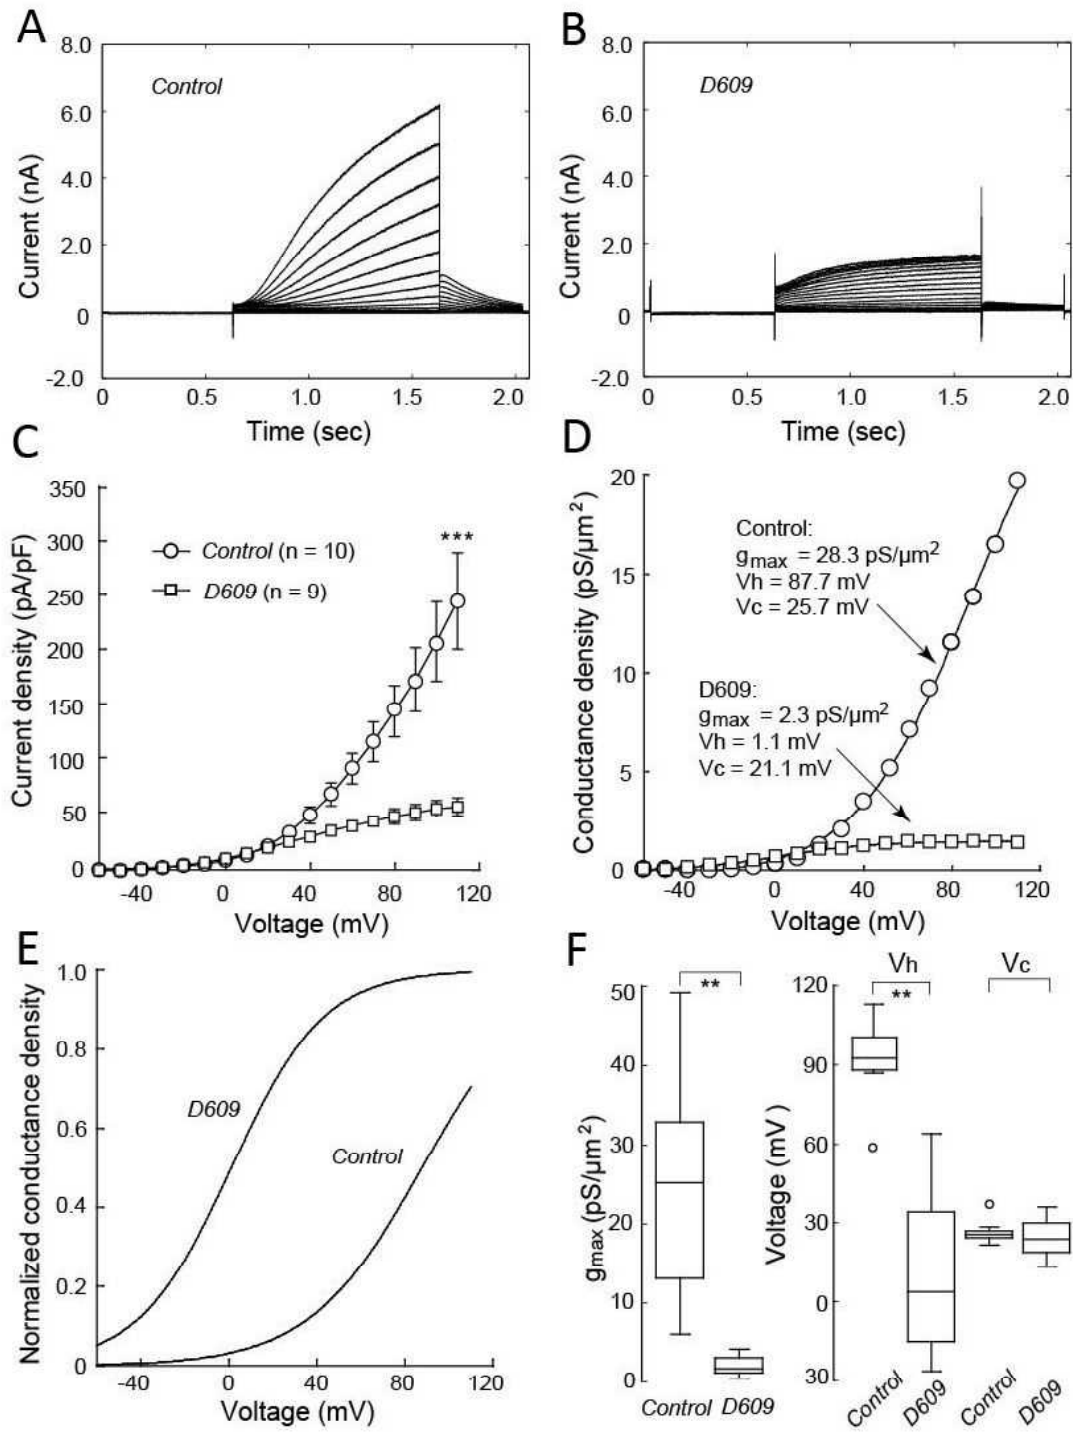 A
8.0
6.0
4.0
2.0
0
-2.0
Current (nA)
Control
0
0.5
1.0
1.5
2.0
Time (sec)
B
8.0
6.0
4.0
2.0
0
-2.0
Current (nA)
D609
0
0.5
1.0
1.5
2.0
Time (sec)
C
350
300
250
200
150
100
50
0
Current density (pA/pF)
Control (n = 10)
D609 (n = 9)
***
-40
0
40
80
120
Voltage (mV)
D
20
15
10
5
0
Conductance density (pS/µm²)
Control:
gmax = 28.3 pS/µm²
Vh = 87.7 mV
Vc = 25.7 mV
D609:
gmax = 2.3 pS/µm²
Vh = 1.1 mV
Vc = 21.1 mV
-40
0
40
80
120
Voltage (mV)
E
1.0
0.8
0.6
0.4
0.2
0
Normalized conductance density
D609
Control
-40
0
40
80
120
Voltage (mV)
F
50
40
30
20
10
0
gmax (pS/µm²)
**
Control D609
120
90
60
30
0
30
Voltage (mV )
Vh
**
Vc
Control
D609
Control
D609